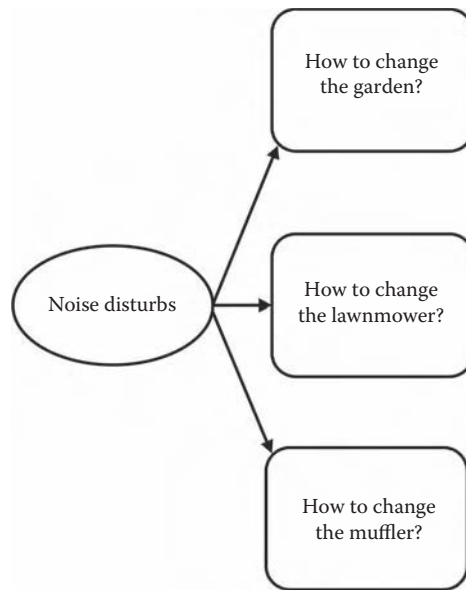 How to change
the garden?
Noise disturbs
How to change
the lawnmower?
How to change
the muffler?